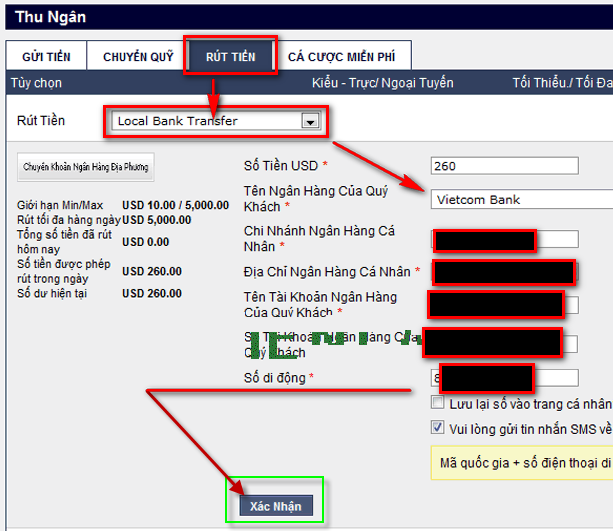 Thu Ngân
GỬI TIỀN CHUYỂN QUỸ RÚT TIỀN CÁ CƯỢC MIỄN PHÍ
Tùy chọn Kiểu - Trực/ Ngoại Tuyến Tối Thiểu./ Tối Đa
Rút Tiền Local Bank Transfer
Chuyển Khoản Ngân Hàng Địa Phương
Giới hạn Min/Max USD 10.00 / 5,000.00
Rút tối đa hàng ngày USD 5,000.00
Tổng số tiền đã rút
hôm nay USD 0.00
Số tiền được phép
rút trong ngày USD 260.00
Số dư hiện tại USD 260.00
Số Tiền USD * 260
Tên Ngân Hàng Của Quý
Khách * Vietcom Bank
Chi Nhánh Ngân Hàng Cá
Nhân *
Địa Chỉ Ngân Hàng Cá Nhân *
Tên Tài Khoản Ngân Hàng
Của Quý Khách *
Số Tài Khoản Ngân Hàng Của
Quý Khách
Số di động * 8
Lưu lại số vào trang cá nhân
Vui lòng gửi tin nhắn SMS về
Mã quốc gia + số điện thoại di
Xác Nhận